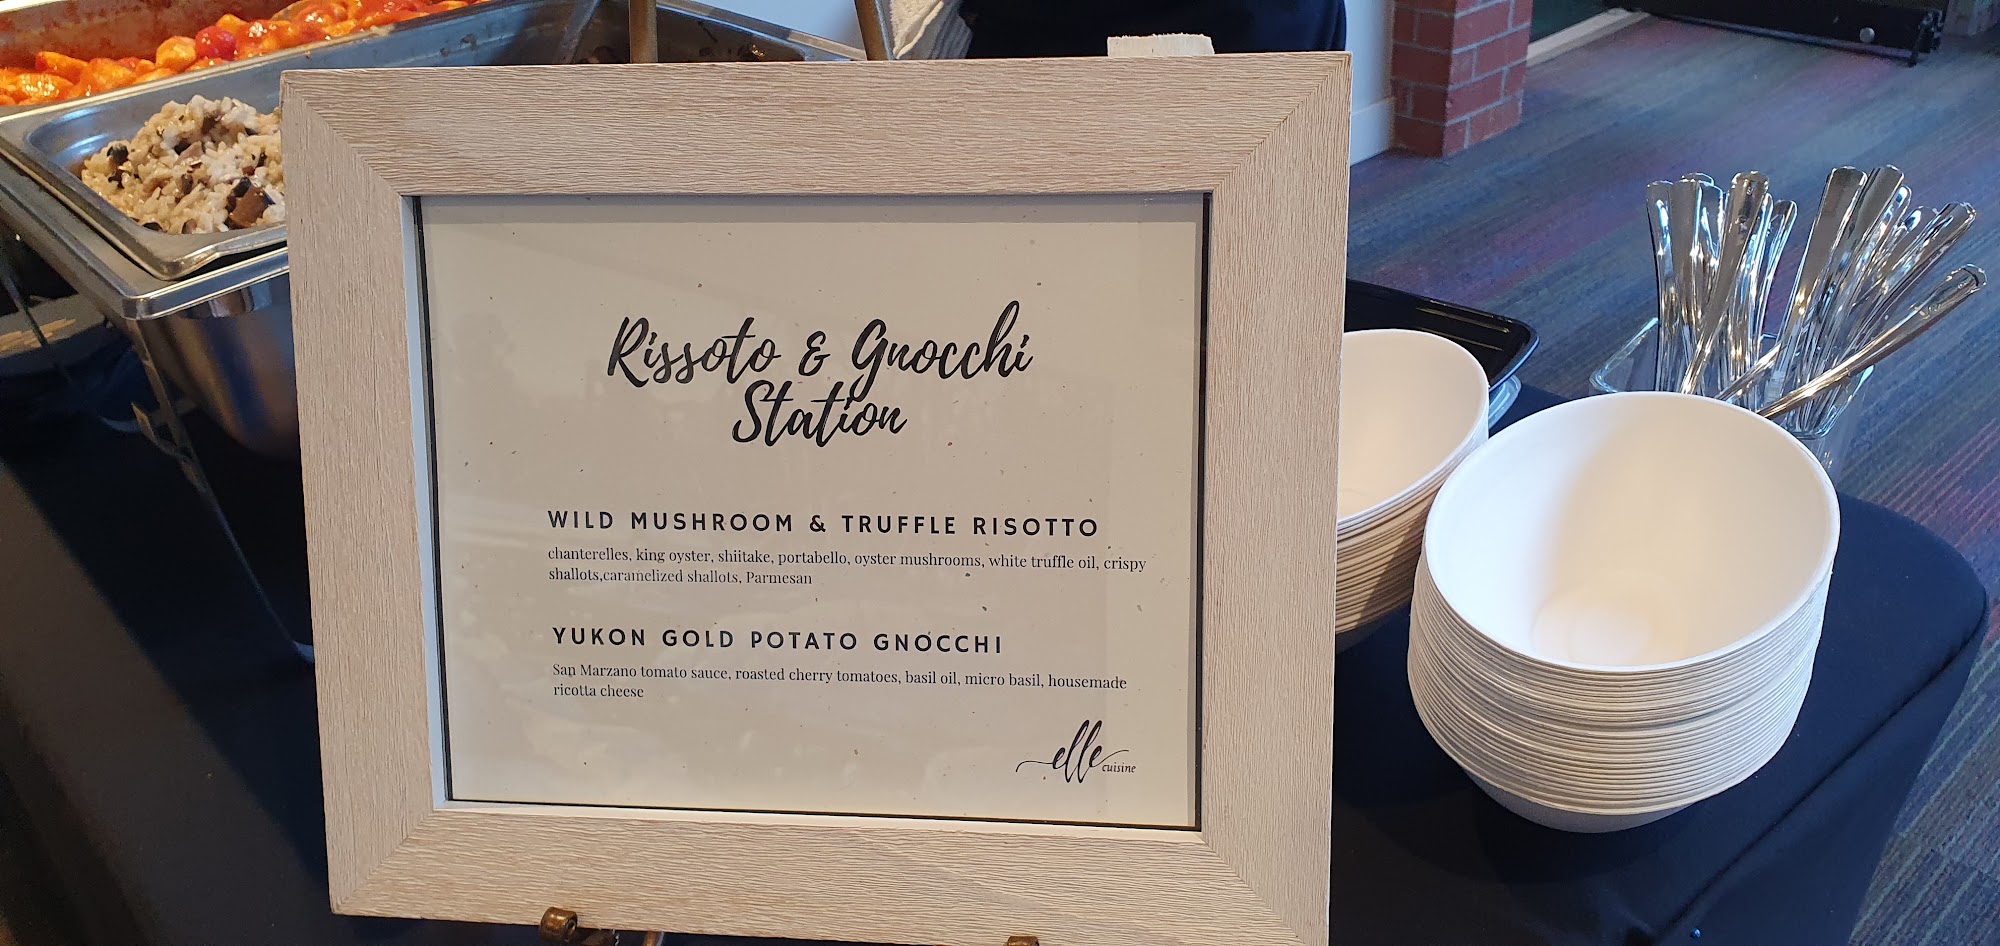 Rissoto & Gnocchi
Station
WILD MUSHROOM & TRUFFLE RISOTTO
chanterelles, king oyster, shiitake, portabello, oyster mushrooms, white truffle oil, crispy
shallots,caramelized shallots, Parmesan
YUKON GOLD POTATO GNOCCHI
San Marzano tomato sauce, roasted cherry tomatoes, basil oil, micro basil, housemade
ricotta cheese
elle cuisine